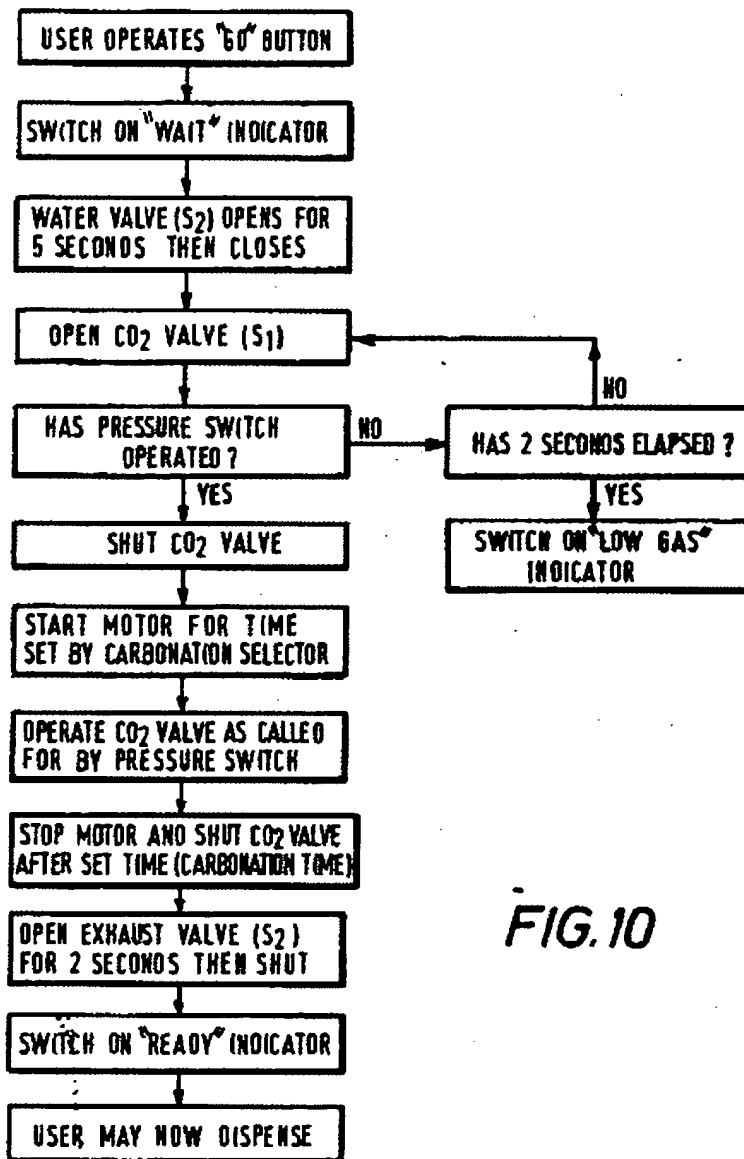 USER OPERATES "GO" BUTTON
SWITCH ON "WAIT" INDICATOR
WATER VALVE (S2) OPENS FOR
5 SECONDS THEN CLOSES
OPEN CO2 VALVE (S1)
HAS PRESSURE SWITCH
OPERATED ?
NO
HAS 2 SECONDS ELAPSED ?
NO
YES
SWITCH ON "LOW GAS"
INDICATOR
YES
SHUT CO2 VALVE
START MOTOR FOR TIME
SET BY CARBONATION SELECTOR
OPERATE CO2 VALVE AS CALLED
FOR BY PRESSURE SWITCH
STOP MOTOR AND SHUT CO2 VALVE
AFTER SET TIME (CARBONATION TIME)
OPEN EXHAUST VALVE (S2)
FOR 2 SECONDS THEN SHUT
SWITCH ON "READY" INDICATOR
USER MAY NOW DISPENSE
FIG.10